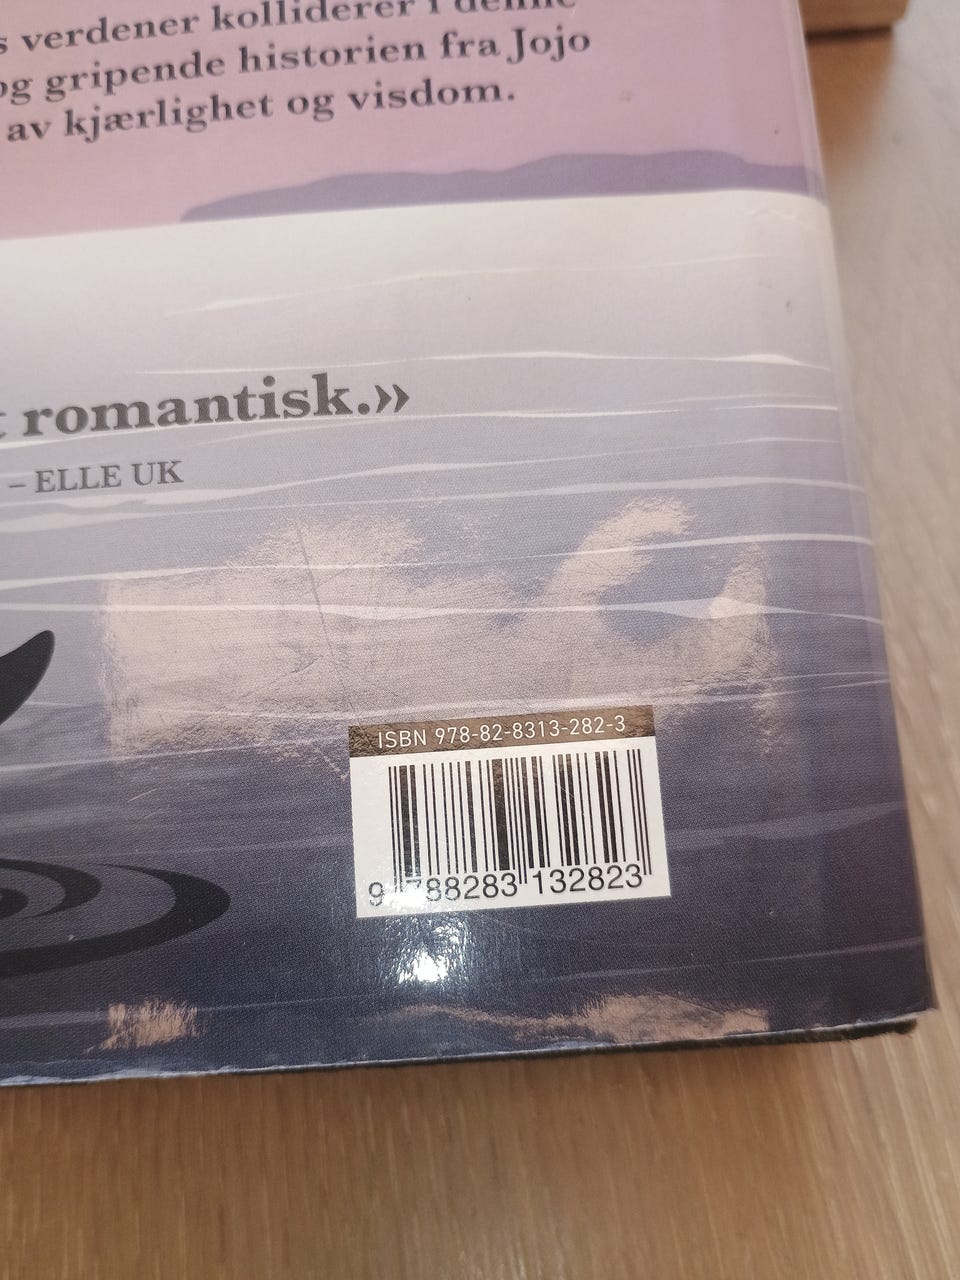 s verdener kolliderer i denne
og gripende historien fra Jojo
av kjærlighet og visdom.
romantisk.»
– ELLE UK
ISBN 978-82-8313-282-3
9 788283 132823